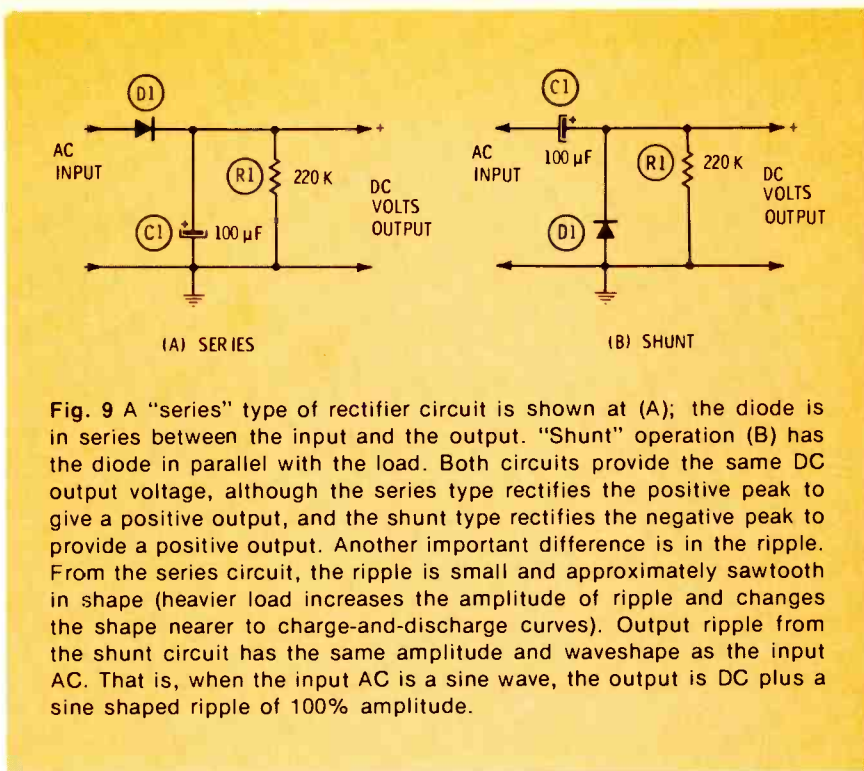 D1
AC
INPUT
+
R1
220 K
DC
VOLTS
OUTPUT
+
C1
100 µF
(A) SERIES
C1
+
100 µF
AC
INPUT
+
R1
220 K
DC
VOLTS
OUTPUT
D1
(B) SHUNT
Fig. 9 A “series” type of rectifier circuit is shown at (A); the diode is
in series between the input and the output. “Shunt” operation (B) has
the diode in parallel with the load. Both circuits provide the same DC
output voltage, although the series type rectifies the positive peak to
give a positive output, and the shunt type rectifies the negative peak to
provide a positive output. Another important difference is in the ripple.
From the series circuit, the ripple is small and approximately sawtooth
in shape (heavier load increases the amplitude of ripple and changes
the shape nearer to charge-and-discharge curves). Output ripple from
the shunt circuit has the same amplitude and waveshape as the input
AC. That is, when the input AC is a sine wave, the output is DC plus a
sine shaped ripple of 100% amplitude.